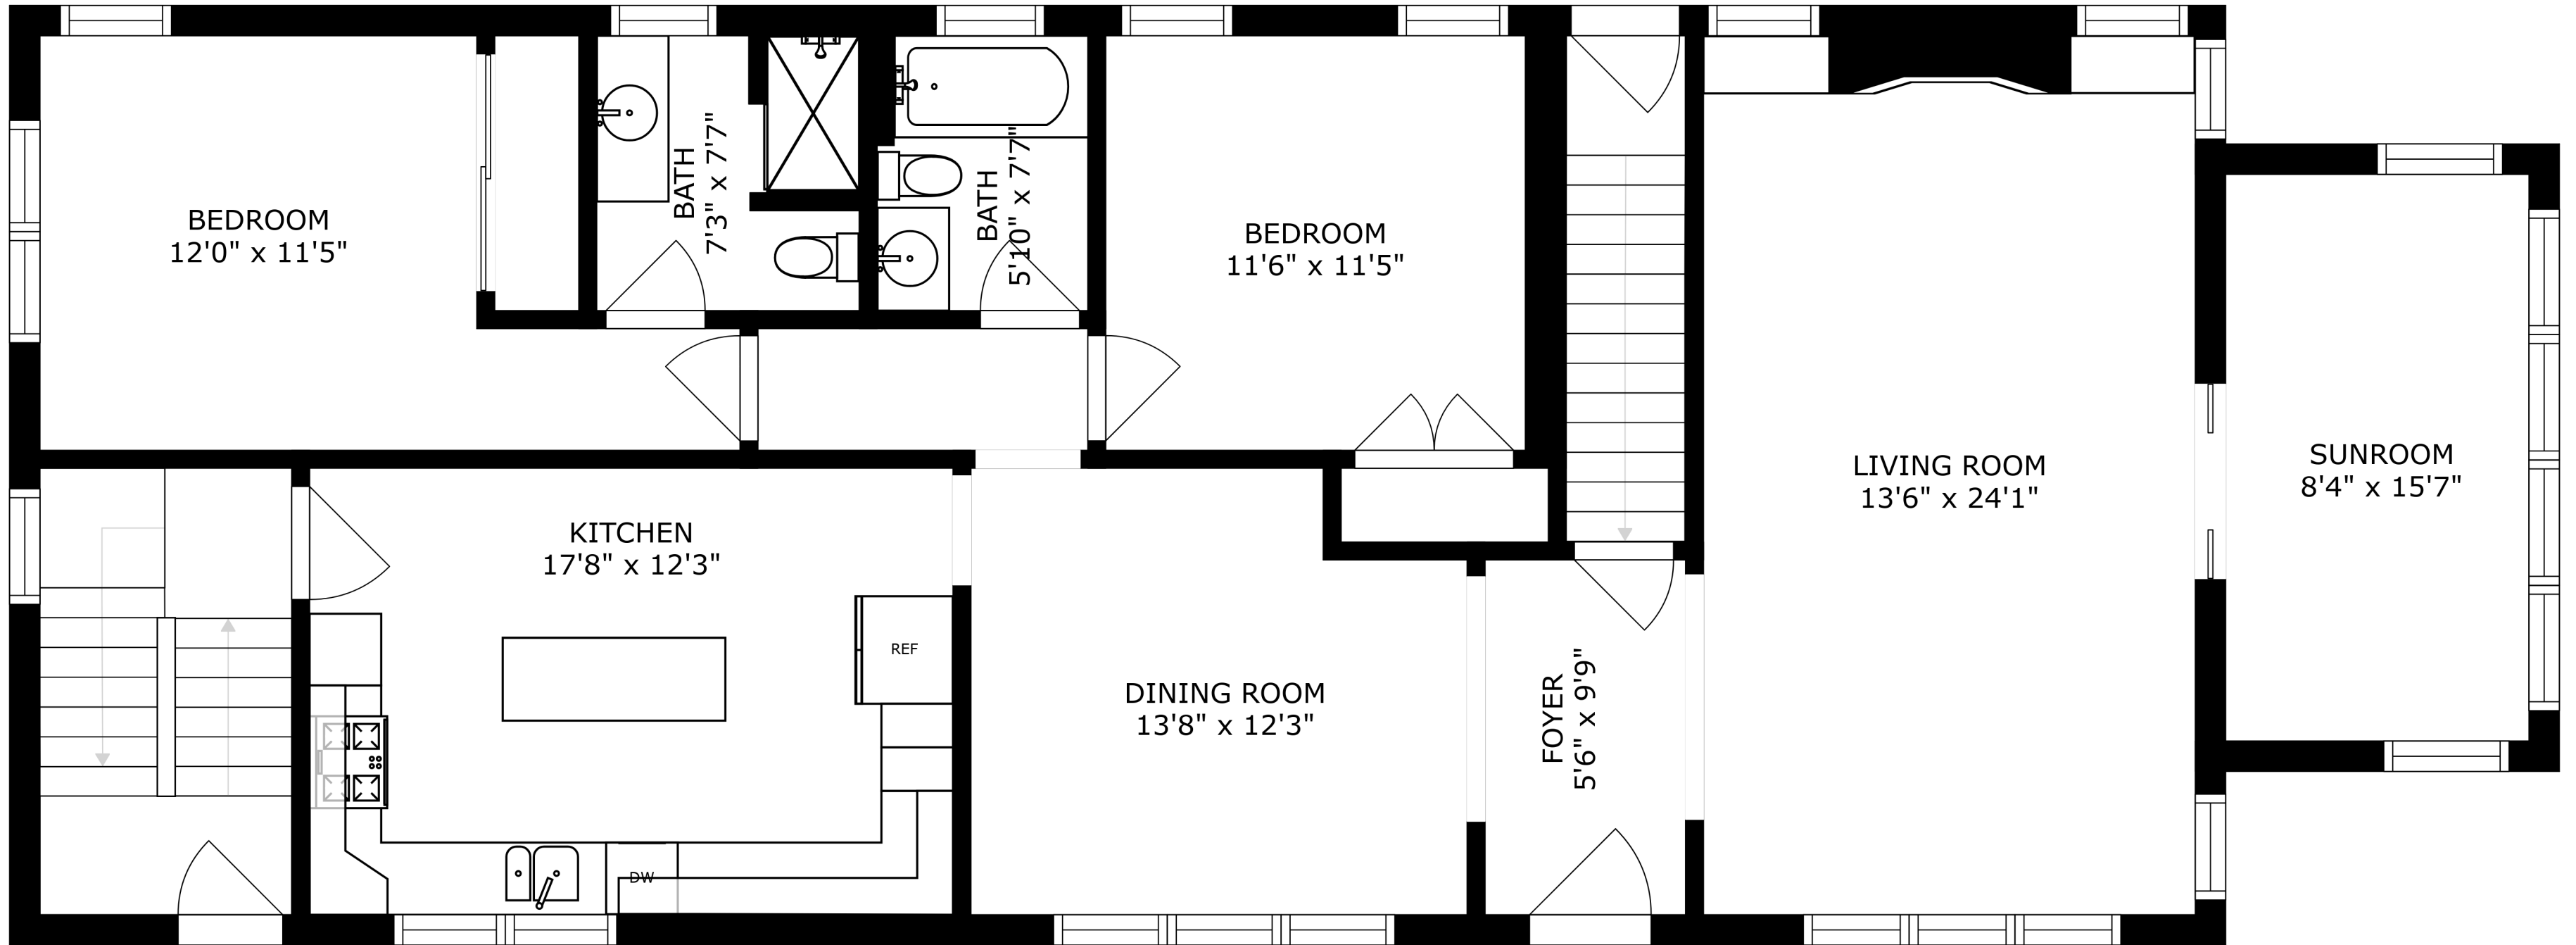 BEDROOM
12'0" x 11'5"
BATH
7'3" x 7'7"
BATH
5'10" x 7'7"
BEDROOM
11'6" x 11'5"
LIVING ROOM
13'6" x 24'1"
SUNROOM
8'4" x 15'7"
KITCHEN
17'8" x 12'3"
REF
DW
DINING ROOM
13'8" x 12'3"
FOYER
5'6" x 9'9"